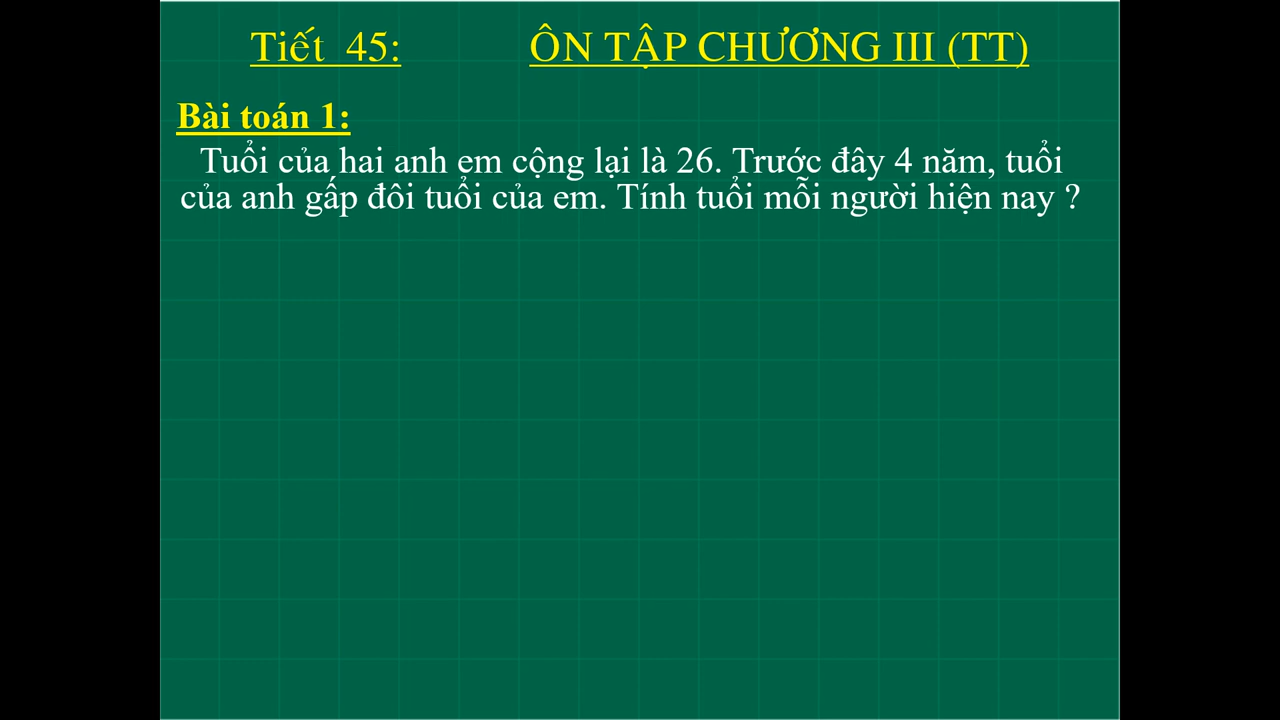 Tiết 45: ÔN TẬP CHƯƠNG III (TT)
Bài toán 1:
Tuổi của hai anh em cộng lại là 26. Trước đây 4 năm, tuổi
của anh gấp đôi tuổi của em. Tính tuổi mỗi người hiện nay ?